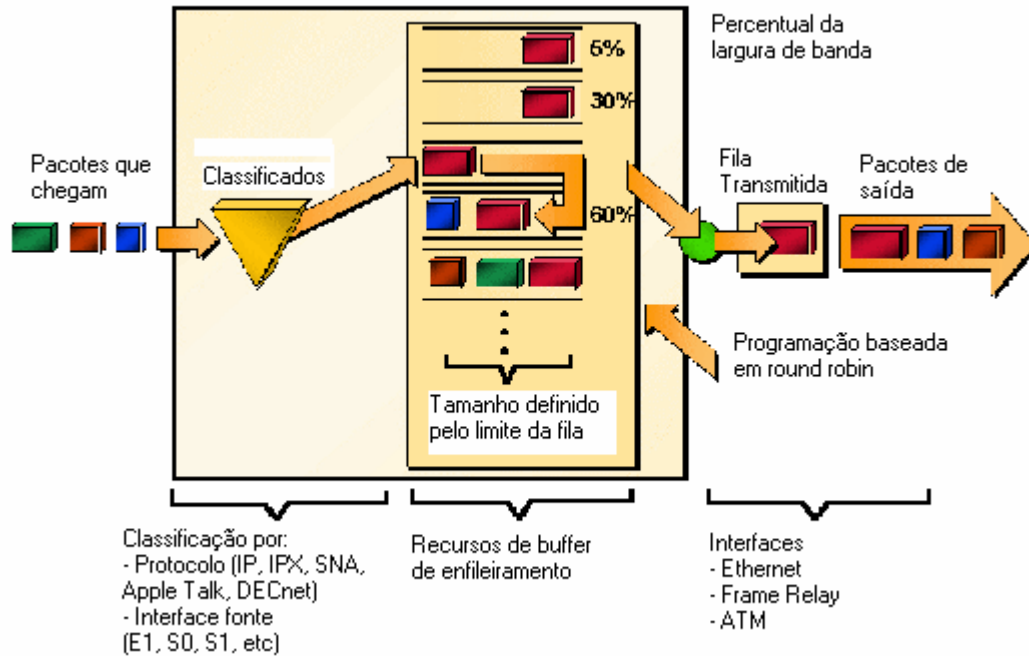 Percentual da
largura de banda
6%
30%
60%
Pacotes que
chegam
Classificados
Fila
Transmitida
Pacotes de
saída
Programação baseada
em round robin
Tamanho definido
pelo limite da fila
Classificação por:
- Protocolo (IP, IPX, SNA,
Apple Talk, DECnet)
- Interface fonte
(E1, S0, S1, etc)
Recursos de buffer
de enfileiramento
Interfaces
- Ethernet
- Frame Relay
- ATM